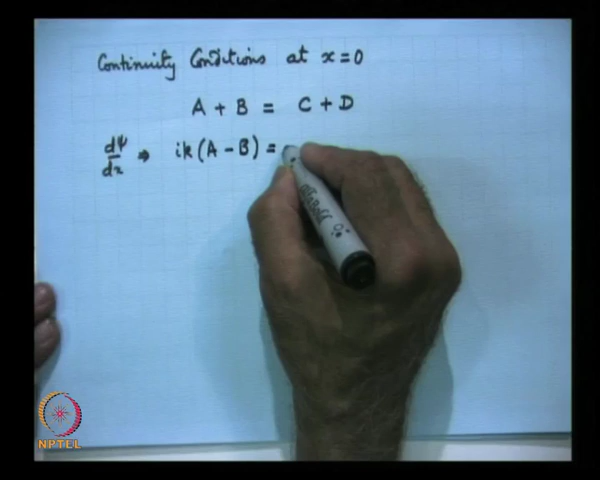 Continuity Conditions at x = 0
A + B = C + D
dψ/dx ⇒ ik (A - B) =
NPTEL